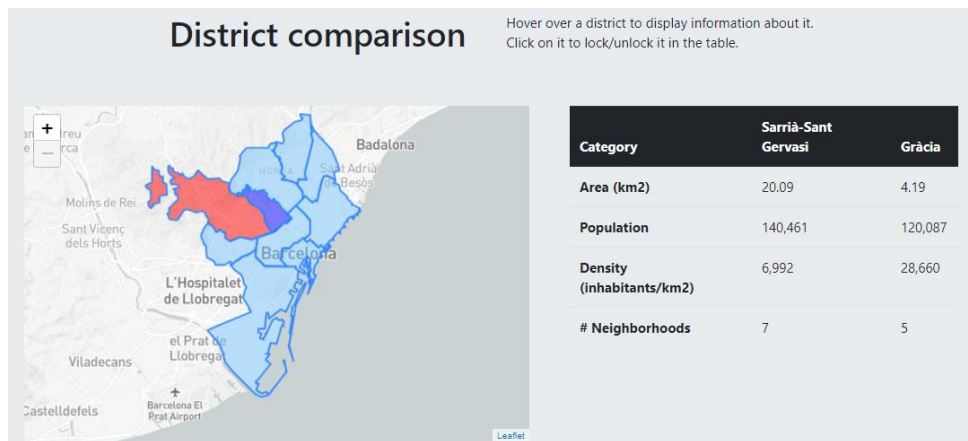 District comparison
Hover over a district to display information about it.
Click on it to lock/unlock it in the table.
+
−
Badalona
Sant Adrià
de Besòs
Molins de Rei
Sant Vicenç
dels Horts
Barcelona
L'Hospitalet
de Llobregat
el Prat de
Llobregat
Viladecans
Castelldefels
Barcelona El
Prat Airport
Leaflet
Category Sarrià-Sant Gervasi Gràcia
Area (km2) 20.09 4.19
Population 140,461 120,087
Density (inhabitants/km2) 6,992 28,660
# Neighborhoods 7 5